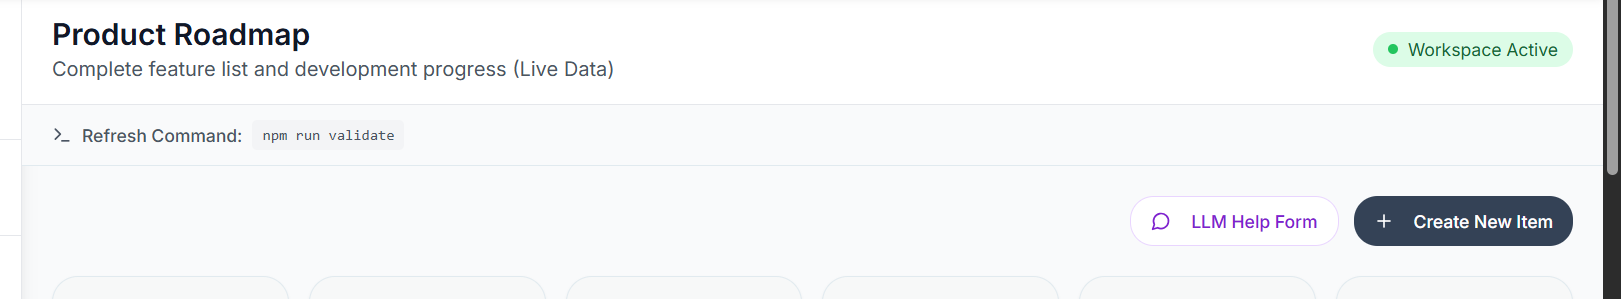 Product Roadmap
Complete feature list and development progress (Live Data)
Workspace Active
Refresh Command: npm run validate
LLM Help Form
Create New Item